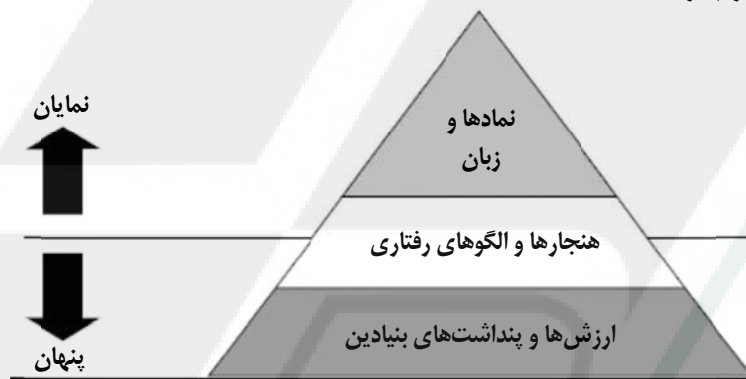 نمایان
نمادها و
زبان
هنجارها و الگوهای رفتاری
ارزش‌ها و پنداشت‌های بنیادین
پنهان